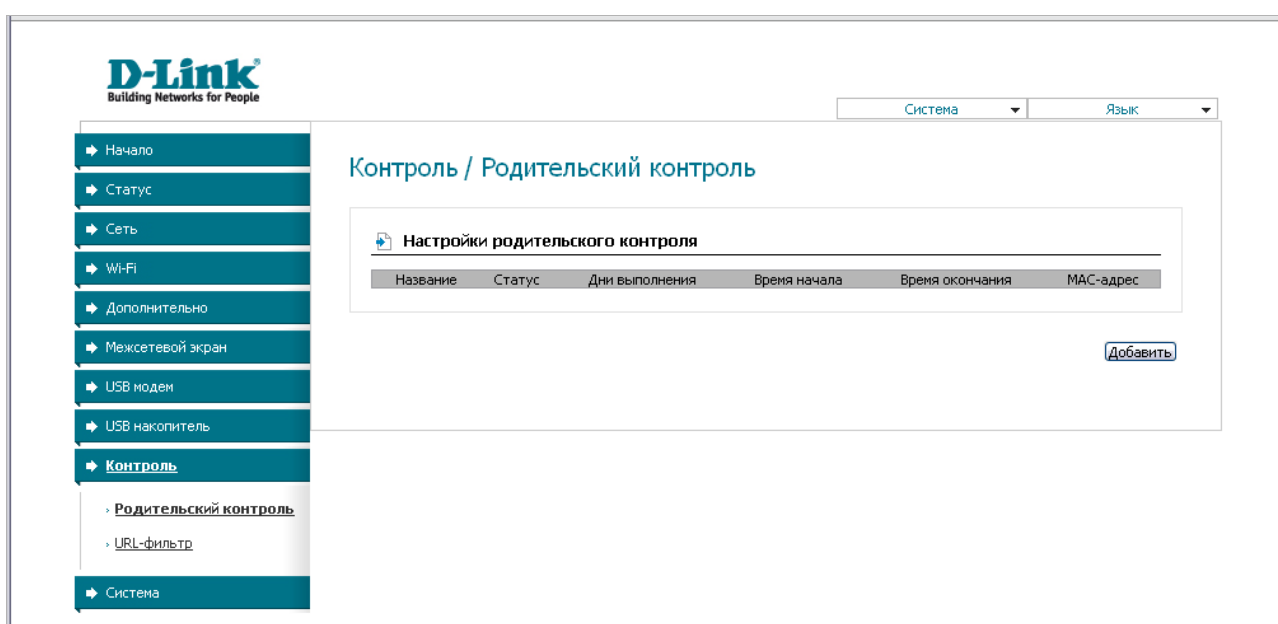 D-Link®
Building Networks for People
Система
Язык
Начало
Статус
Сеть
Wi-Fi
Дополнительно
Межсетевой экран
USB модем
USB накопитель
Контроль
Родительский контроль
URL-фильтр
Система
Контроль / Родительский контроль
Настройки родительского контроля
Название Статус Дни выполнения Время начала Время окончания MAC-адрес
Добавить